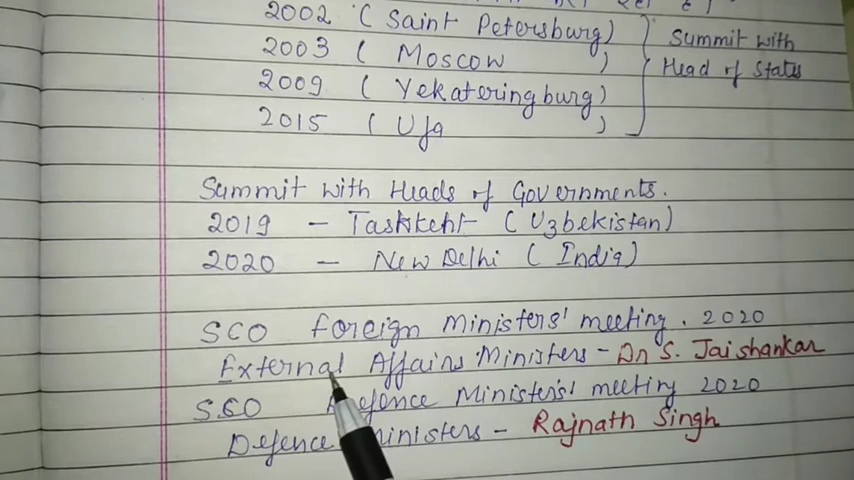 2002 (Saint Petersburg)
2003 ( Moscow )
2009 ( Yekateringburg)
2015 ( Ufa )
Summit with
Head of States
Summit with Heads of Governments.
2019 - Tashkent (Uzbekistan)
2020 - New Delhi (India)
SCO foreign Ministers' meeting. 2020
External Affairs Ministers - Dr S. Jaishankar
SCO Defence Ministers' meeting 2020
Defence Ministers - Rajnath Singh